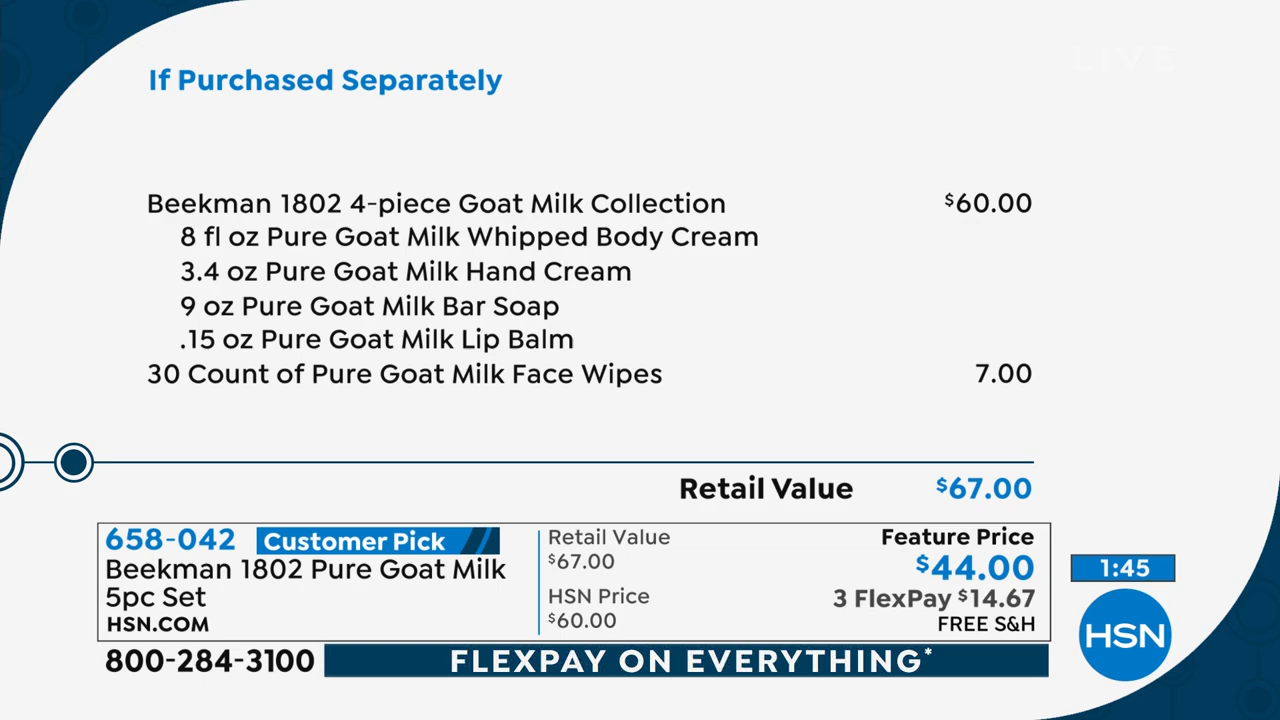 LIVE
If Purchased Separately
Beekman 1802 4-piece Goat Milk Collection $60.00
8 fl oz Pure Goat Milk Whipped Body Cream
3.4 oz Pure Goat Milk Hand Cream
9 oz Pure Goat Milk Bar Soap
.15 oz Pure Goat Milk Lip Balm
30 Count of Pure Goat Milk Face Wipes 7.00
Retail Value $67.00
658-042 Customer Pick
Beekman 1802 Pure Goat Milk
5pc Set
HSN.COM
Retail Value
$67.00
HSN Price
$60.00
Feature Price
$44.00
3 FlexPay $14.67
FREE S&H
1:45
HSN
800-284-3100 FLEXPAY ON EVERYTHING*